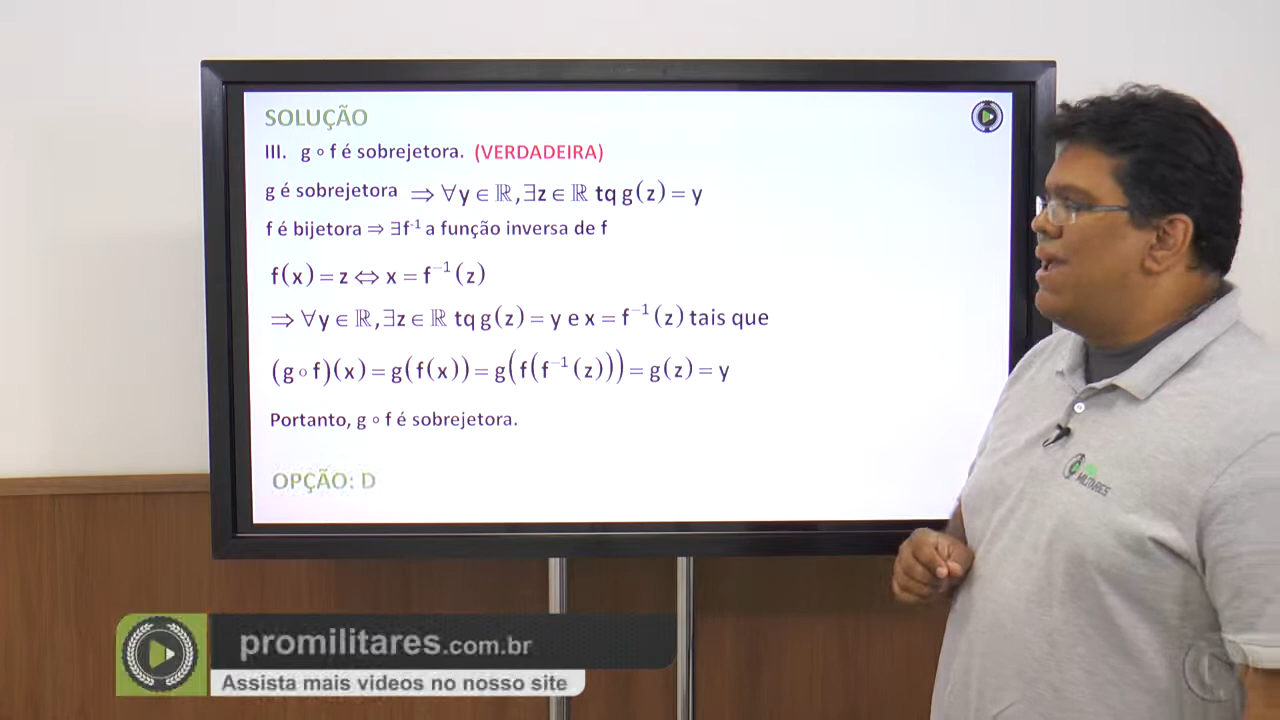 SOLUÇÃO
III. g ∘ f é sobrejetora. (VERDADEIRA)
g é sobrejetora ⇒ ∀y ∈ ℝ, ∃z ∈ ℝ tq g(z) = y
f é bijetora ⇒ ∃f⁻¹ a função inversa de f
f(x) = z ⇔ x = f⁻¹(z)
⇒ ∀y ∈ ℝ, ∃z ∈ ℝ tq g(z) = y e x = f⁻¹(z) tais que
(g ∘ f)(x) = g(f(x)) = g(f(f⁻¹(z))) = g(z) = y
Portanto, g ∘ f é sobrejetora.
OPÇÃO: D
MILITARES
promilitares.com.br
Assista mais videos no nosso site